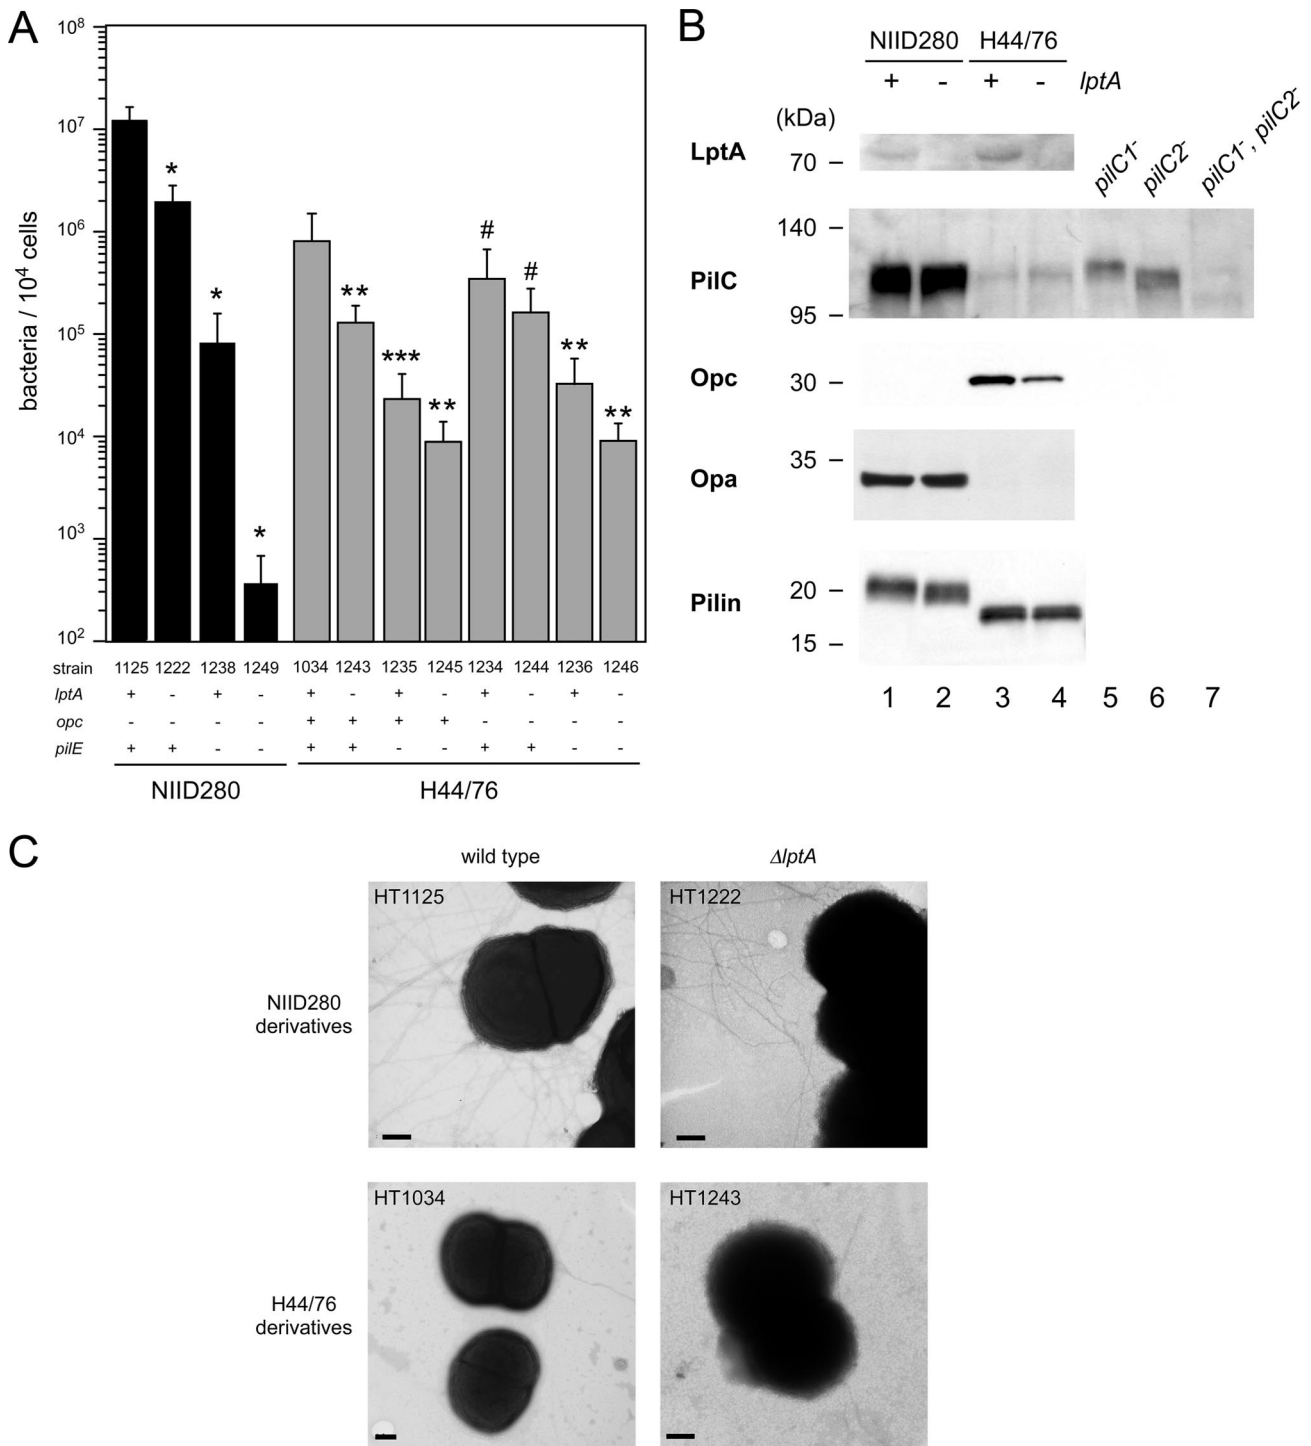 A
10^8
10^7
10^6
10^5
10^4
10^3
10^2
bacteria / 10^4 cells
*
*
*
**
***
**
#
#
**
**
strain 1125 1222 1238 1249 1034 1243 1235 1245 1234 1244 1236 1246
lptA + - + - + - + - + - + -
opc - - - - + + + + - - - -
pilE + + - - + + - - + + - -
NIID280 H44/76
B
NIID280 H44/76
+ - + - lptA
(kDa)
LptA 70
pilC1- pilC2- pilC1-, pilC2-
140
PilC
95
Opc 30
35
Opa
Pilin 20
15
1 2 3 4 5 6 7
C
wild type ΔlptA
HT1125 HT1222
NIID280
derivatives
HT1034 HT1243
H44/76
derivatives